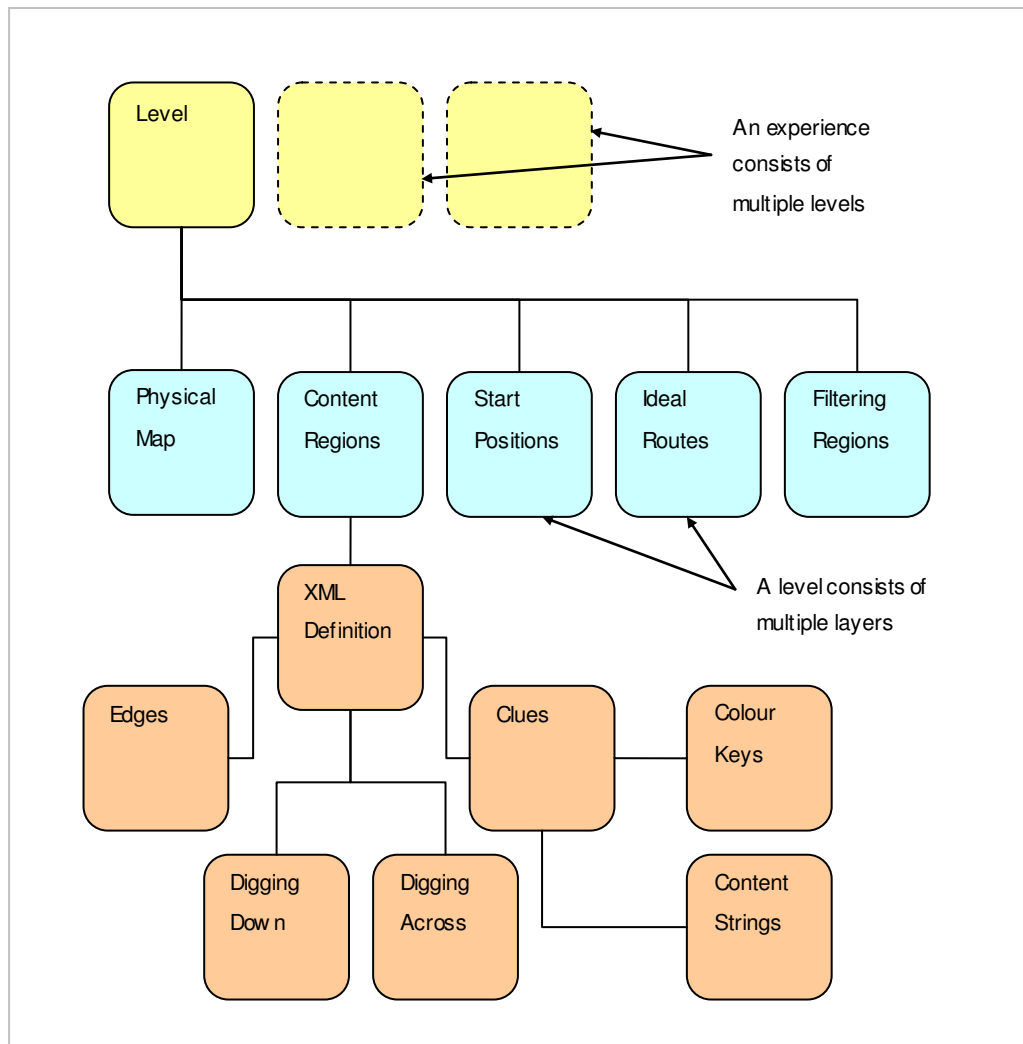 Level
An experience
consists of
multiple levels
Physical
Map
Content
Regions
Start
Positions
Ideal
Routes
Filtering
Regions
A level consists of
multiple layers
XML
Definition
Edges
Clues
Colour
Keys
Digging
Down
Digging
Across
Content
Strings